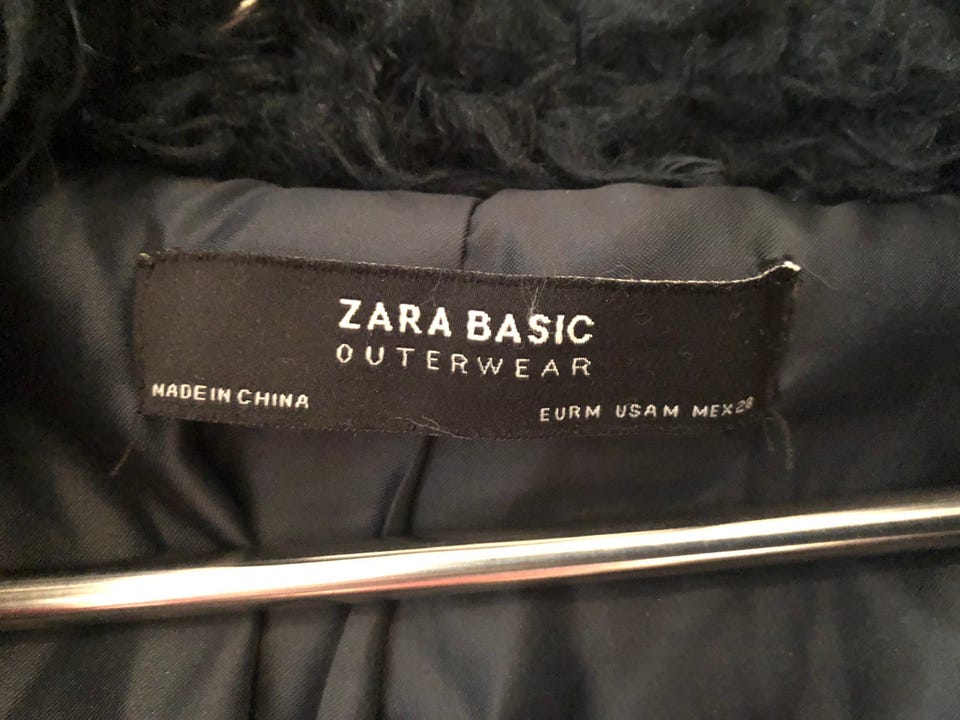 ZARA BASIC
OUTERWEAR
MADE IN CHINA
EUR M USA M MEX 28